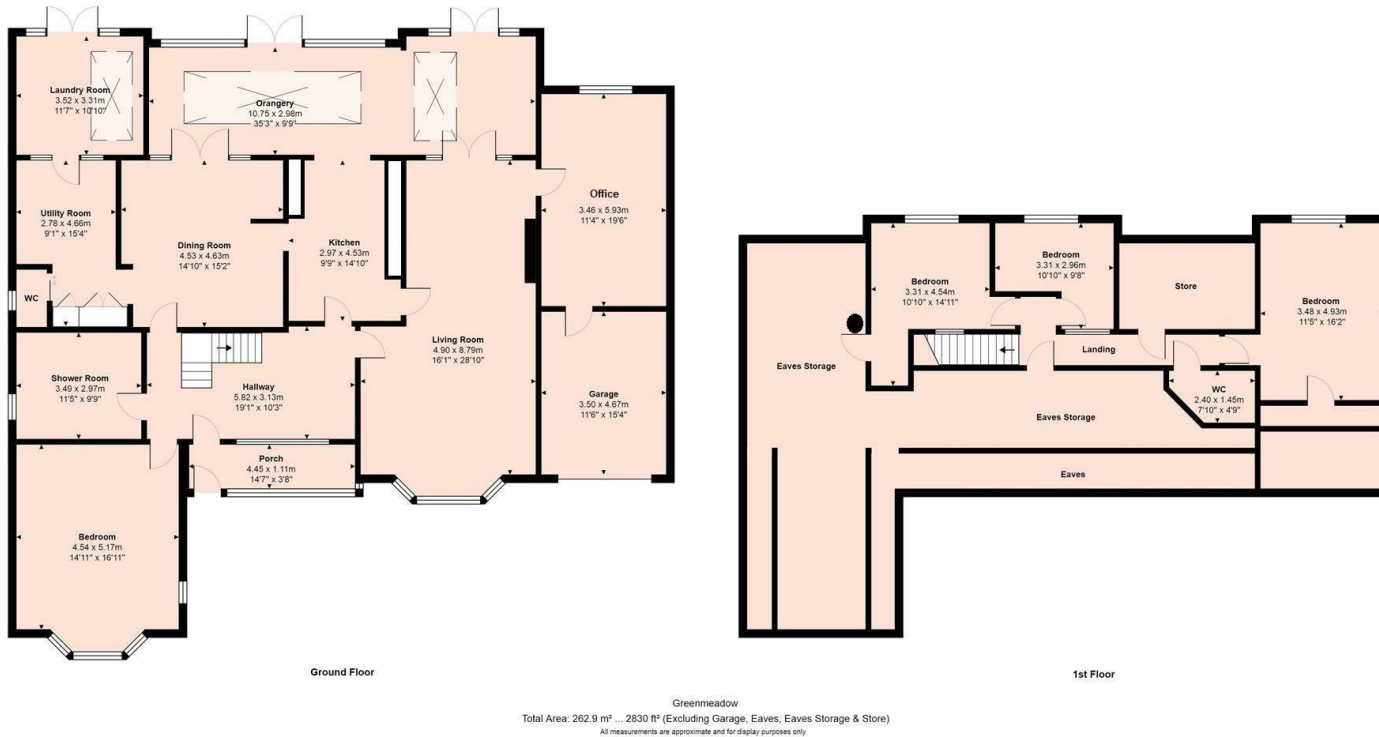 Laundry Room
3.52 x 3.31m
11'7" x 10'10"
Orangery
10.75 x 2.98m
35'3" x 9'9"
Utility Room
2.78 x 4.66m
9'1" x 15'4"
Dining Room
4.53 x 4.63m
14'10" x 15'2"
Kitchen
2.97 x 4.53m
9'9" x 14'10"
Office
3.46 x 5.93m
11'4" x 19'6"
WC
Living Room
4.90 x 8.79m
16'1" x 28'10"
Shower Room
3.49 x 2.97m
11'5" x 9'9"
Hallway
5.82 x 3.13m
19'1" x 10'3"
Garage
3.50 x 4.67m
11'6" x 15'4"
Porch
4.45 x 1.11m
14'7" x 3'8"
Bedroom
4.54 x 5.17m
14'11" x 16'11"
Ground Floor
Bedroom
3.31 x 4.54m
10'10" x 14'11"
Bedroom
3.31 x 2.96m
10'10" x 9'8"
Store
Bedroom
3.48 x 4.93m
11'5" x 16'2"
Landing
Eaves Storage
WC
2.40 x 1.45m
7'10" x 4'9"
Eaves Storage
Eaves
1st Floor
Greenmeadow
Total Area: 262.9 m² ... 2830 ft² (Excluding Garage, Eaves, Eaves Storage & Store)
All measurements are approximate and for display purposes only